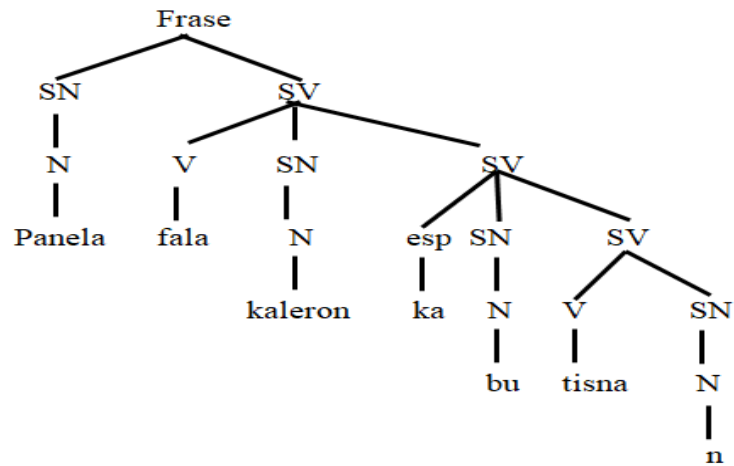 Frase
SN SV
N V SN SV
Panela fala N esp SN SV
kaleron ka N V SN
bu tisna N
n